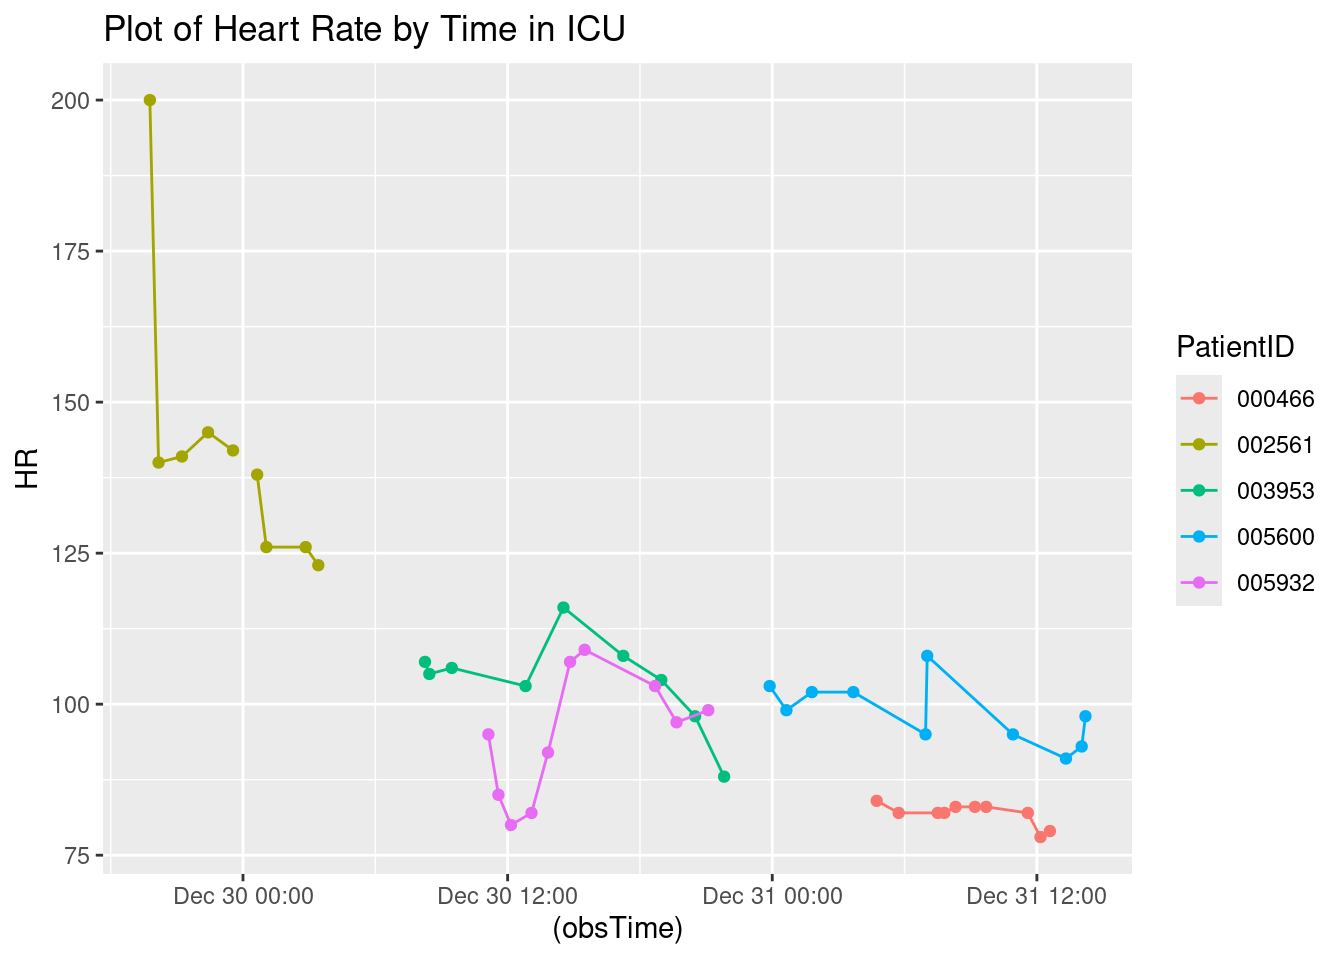 Plot of Heart Rate by Time in ICU
HR
200
175
150
125
100
75
Dec 30 00:00
Dec 30 12:00
Dec 31 00:00
Dec 31 12:00
(obsTime)
PatientID
000466
002561
003953
005600
005932